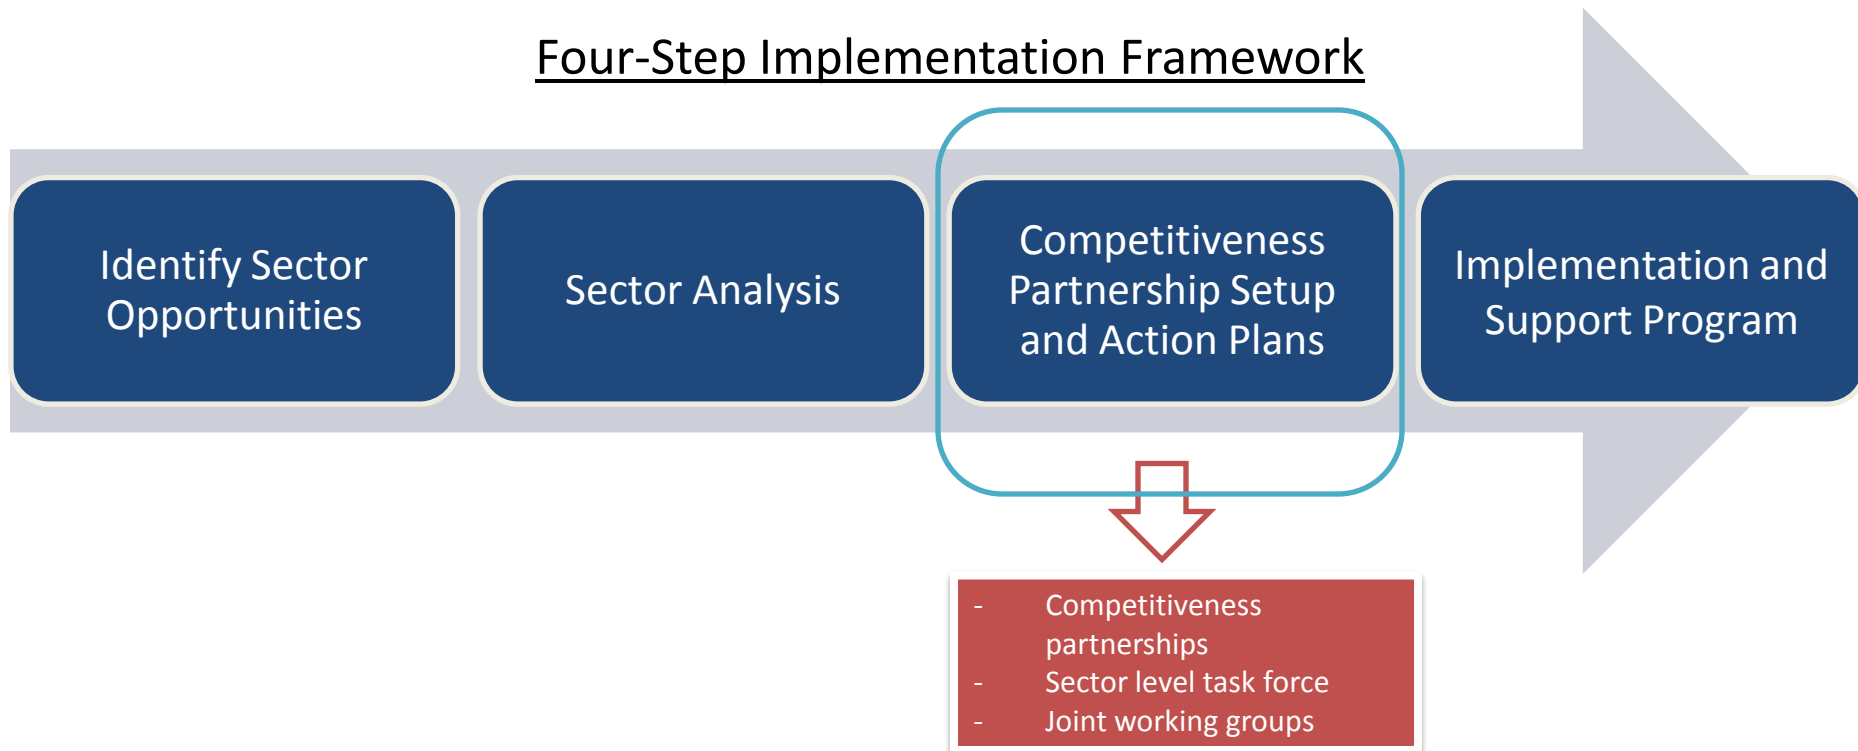 Four-Step Implementation Framework
Identify Sector
Opportunities
Sector Analysis
Competitiveness
Partnership Setup
and Action Plans
Implementation and
Support Program
- Competitiveness
partnerships
- Sector level task force
- Joint working groups